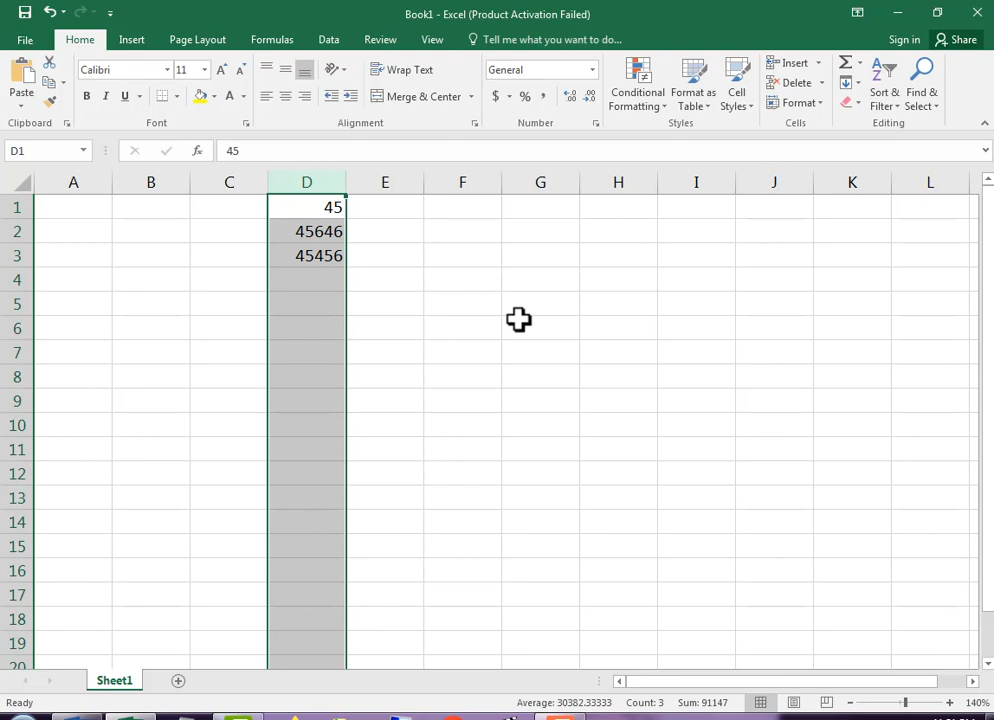 Book1 - Excel (Product Activation Failed)
File Home Insert Page Layout Formulas Data Review View Tell me what you want to do... Sign in Share
Paste
Calibri 11
B I U
Wrap Text
Merge & Center
General
$ % ,
Conditional Formatting
Format as Table
Cell Styles
Insert
Delete
Format
Sort & Filter
Find & Select
Clipboard Font Alignment Number Styles Cells Editing
D1 fx 45
A B C D E F G H I J K L
1 45
2 45646
3 45456
4
5
6
7
8
9
10
11
12
13
14
15
16
17
18
19
20
Sheet1
Ready Average: 30382.33333 Count: 3 Sum: 91147 140%